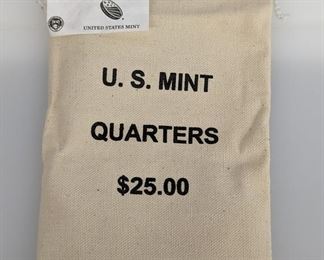 UNITED STATES MINT
U. S. MINT
QUARTERS
$25.00